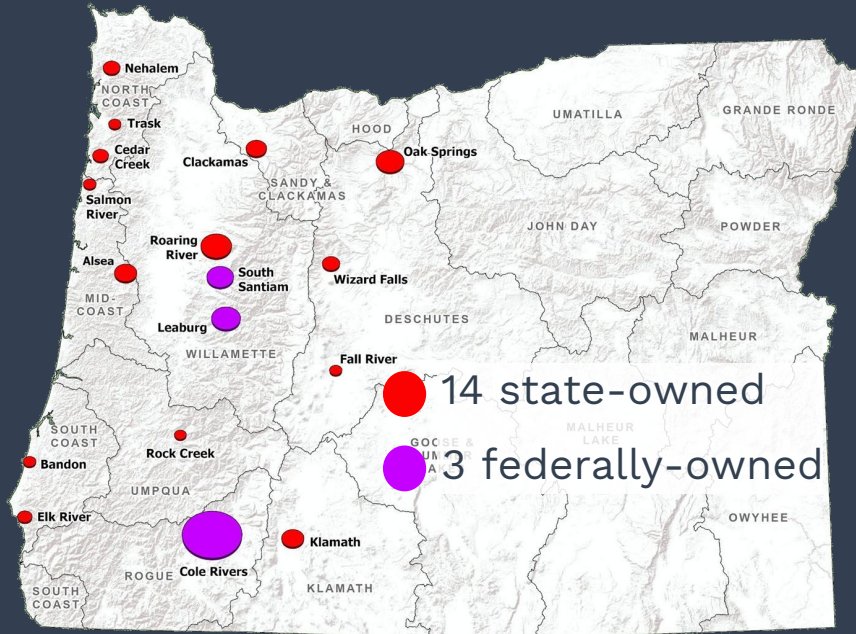 Nehalem
NORTH
COAST
Trask
Cedar
Creek
Salmon
River
Clackamas
SANDY &
CLACKAMAS
HOOD
Oak Springs
UMATILLA
GRANDE RONDE
JOHN DAY
POWDER
Roaring
River
South
Santiam
Alsea
MID-
COAST
Leaburg
WILLAMETTE
Wizard Falls
DESCHUTES
MALHEUR
Fall River
14 state-owned
MALHEUR
LAKE
GOOSE &
3 federally-owned
SOUTH
COAST
Bandon
Rock Creek
UMPQUA
Elk River
OWYHEE
Klamath
Cole Rivers
ROGUE
KLAMATH
SOUTH
COAST